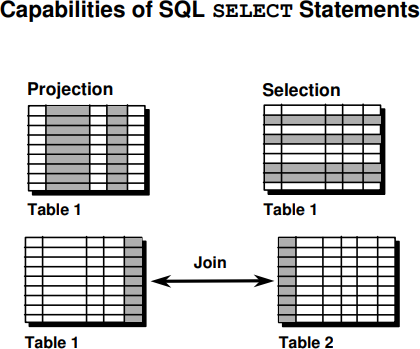 Capabilities of SQL SELECT Statements
Projection
Selection
Table 1
Table 1
Join
Table 1
Table 2